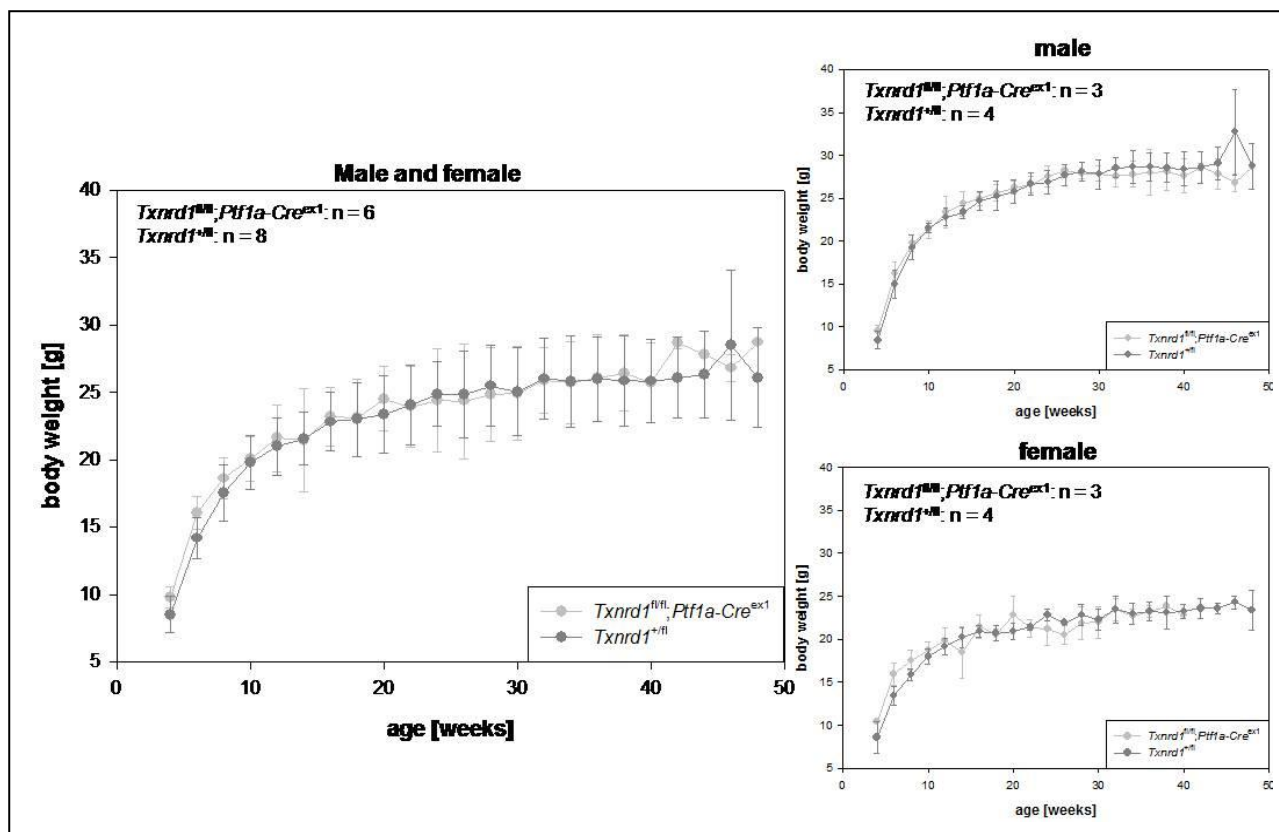 Male and female
Txnrd1fl/fl;Ptf1a-Creex1: n = 6
Txnrd1+/fl: n = 8
40
35
30
25
20
15
10
5
body weight [g]
0
10
20
30
40
50
age [weeks]
Txnrd1fl/fl;Ptf1a-Creex1
Txnrd1+/fl
male
Txnrd1fl/fl;Ptf1a-Creex1: n = 3
Txnrd1+/fl: n = 4
40
35
30
25
20
15
10
5
body weight [g]
0
10
20
30
40
50
age [weeks]
Txnrd1fl/fl;Ptf1a-Creex1
Txnrd1+/fl
female
Txnrd1fl/fl;Ptf1a-Creex1: n = 3
Txnrd1+/fl: n = 4
40
35
30
25
20
15
10
5
body weight [g]
0
10
20
30
40
50
age [weeks]
Txnrd1fl/fl;Ptf1a-Creex1
Txnrd1+/fl